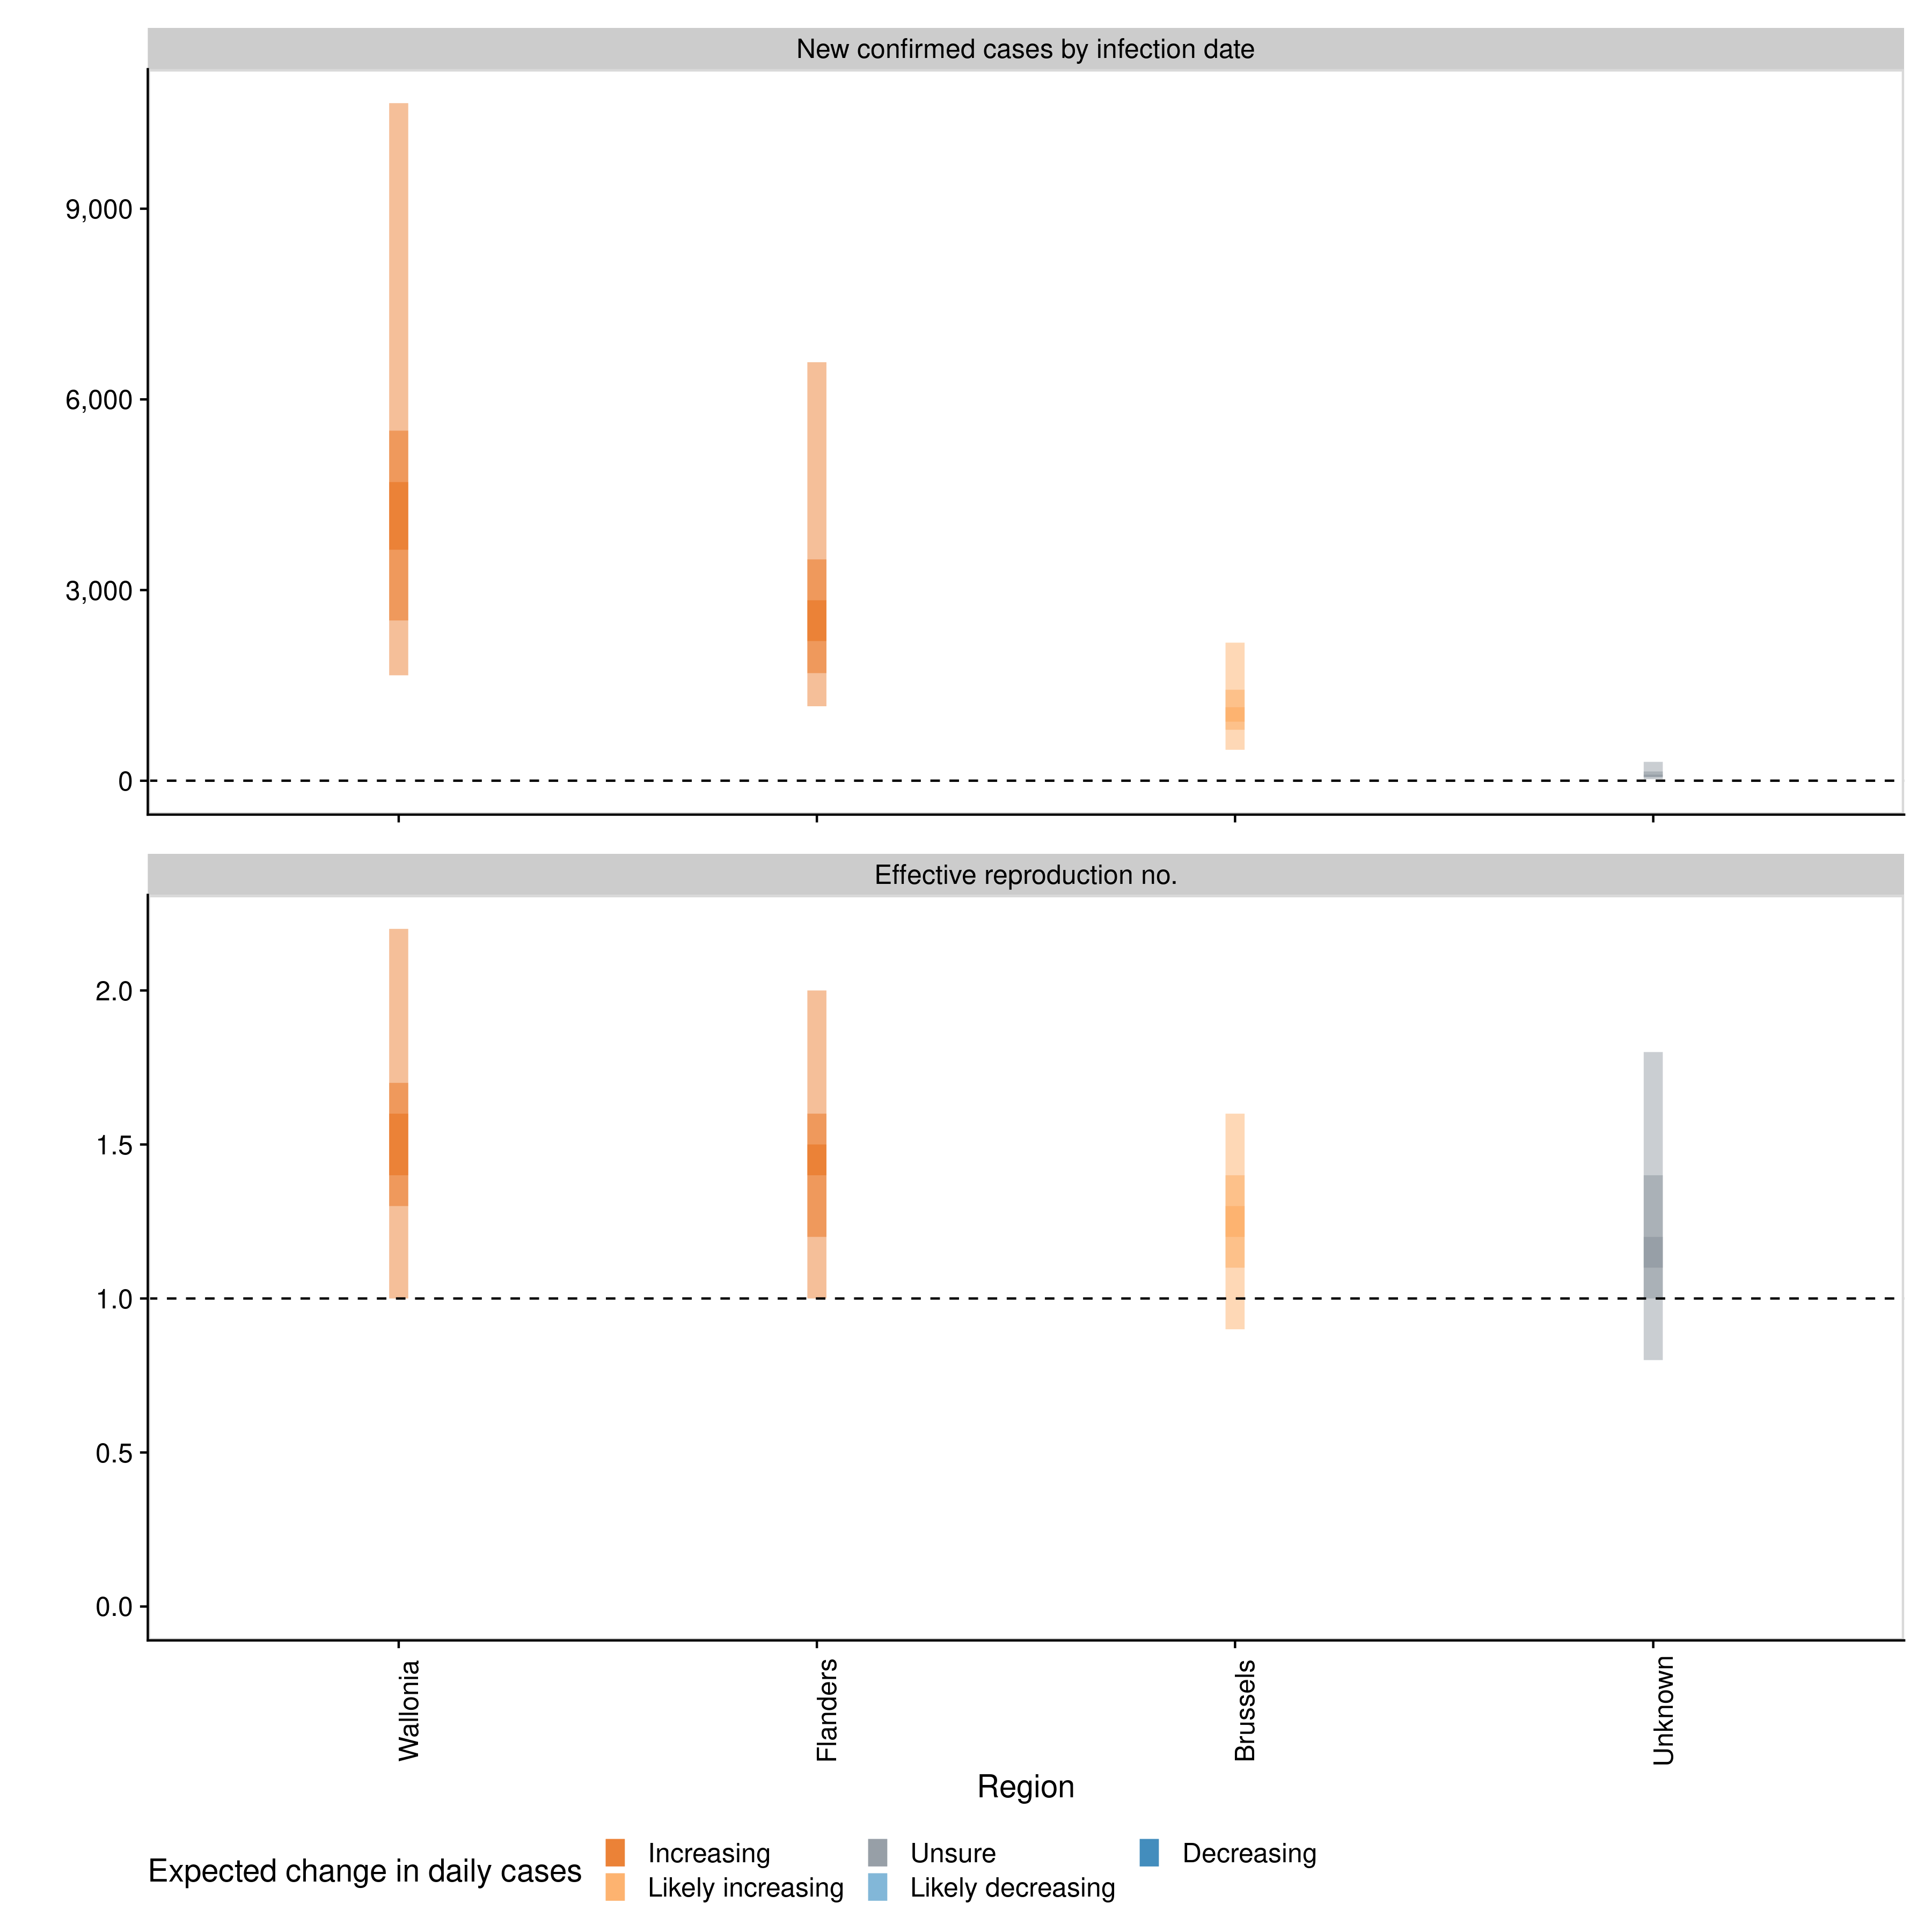 New confirmed cases by infection date
9,000
6,000
3,000
0
Effective reproduction no.
2.0
1.5
1.0
0.5
0.0
Wallonia
Flanders
Brussels
Unknown
Region
Expected change in daily cases
Increasing
Likely increasing
Unsure
Likely decreasing
Decreasing